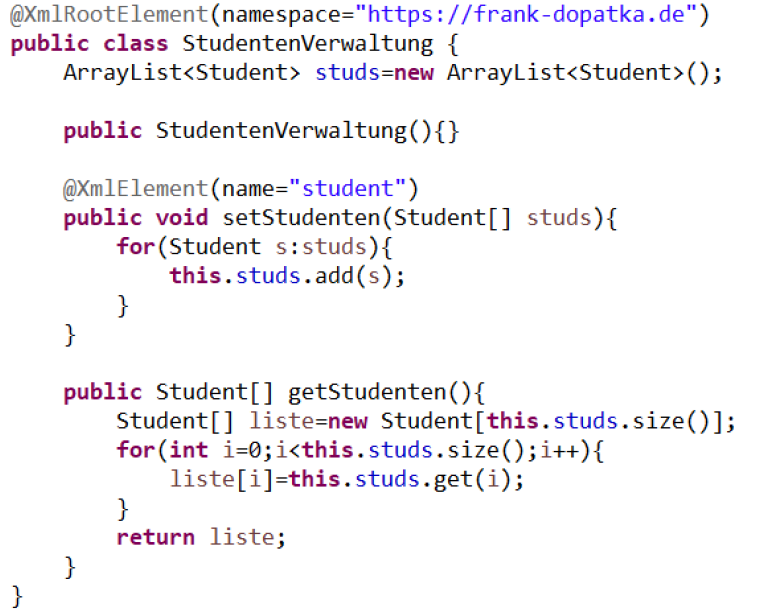 @XmlRootElement(namespace="https://frank-dopatka.de")
public class StudentenVerwaltung {
    ArrayList<Student> studs=new ArrayList<Student>();

    public StudentenVerwaltung(){}

    @XmlElement(name="student")
    public void setStudenten(Student[] studs){
        for(Student s:studs){
            this.studs.add(s);
        }
    }

    public Student[] getStudenten(){
        Student[] liste=new Student[this.studs.size()];
        for(int i=0;i<this.studs.size();i++){
            liste[i]=this.studs.get(i);
        }
        return liste;
    }
}